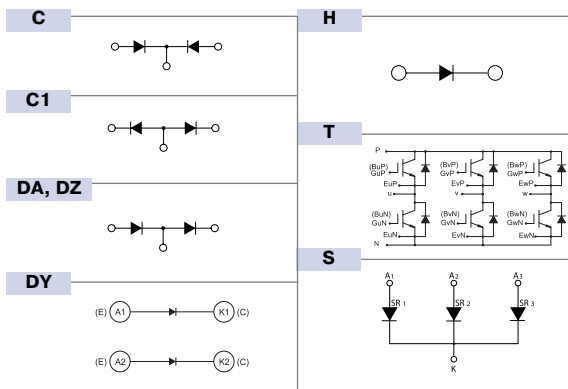 C
C1
DA, DZ
DY
(E) A1 K1 (C)
(E) A2 K2 (C)
H
T
P
(BuP) (BvP) (BwP)
GuP GvP GwP
EuP EvP EwP
u v w
(BuN) (BvN) (BwN)
GuN GvN GwN
EuN EvN EwN
N
S
A1 A2 A3
SR 1 SR 2 SR 3
K